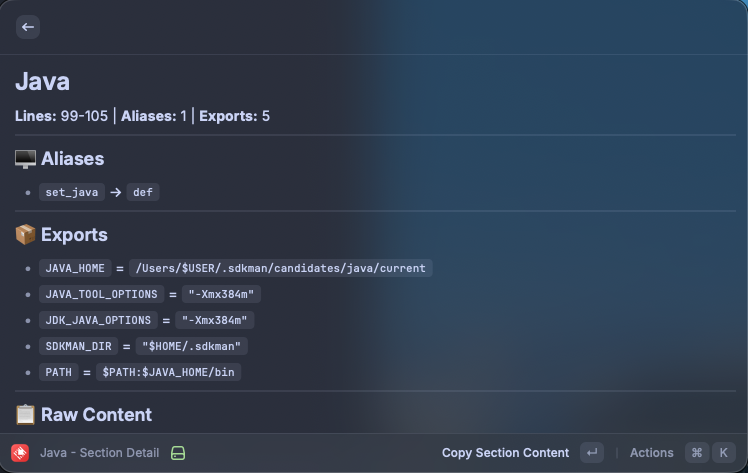 Java
Lines: 99-105 | Aliases: 1 | Exports: 5
Aliases
set_java → def
Exports
JAVA_HOME = /Users/$USER/.sdkman/candidates/java/current
JAVA_TOOL_OPTIONS = "-Xmx384m"
JDK_JAVA_OPTIONS = "-Xmx384m"
SDKMAN_DIR = "$HOME/.sdkman"
PATH = $PATH:$JAVA_HOME/bin
Raw Content
Java - Section Detail Copy Section Content ↵ | Actions ⌘ K